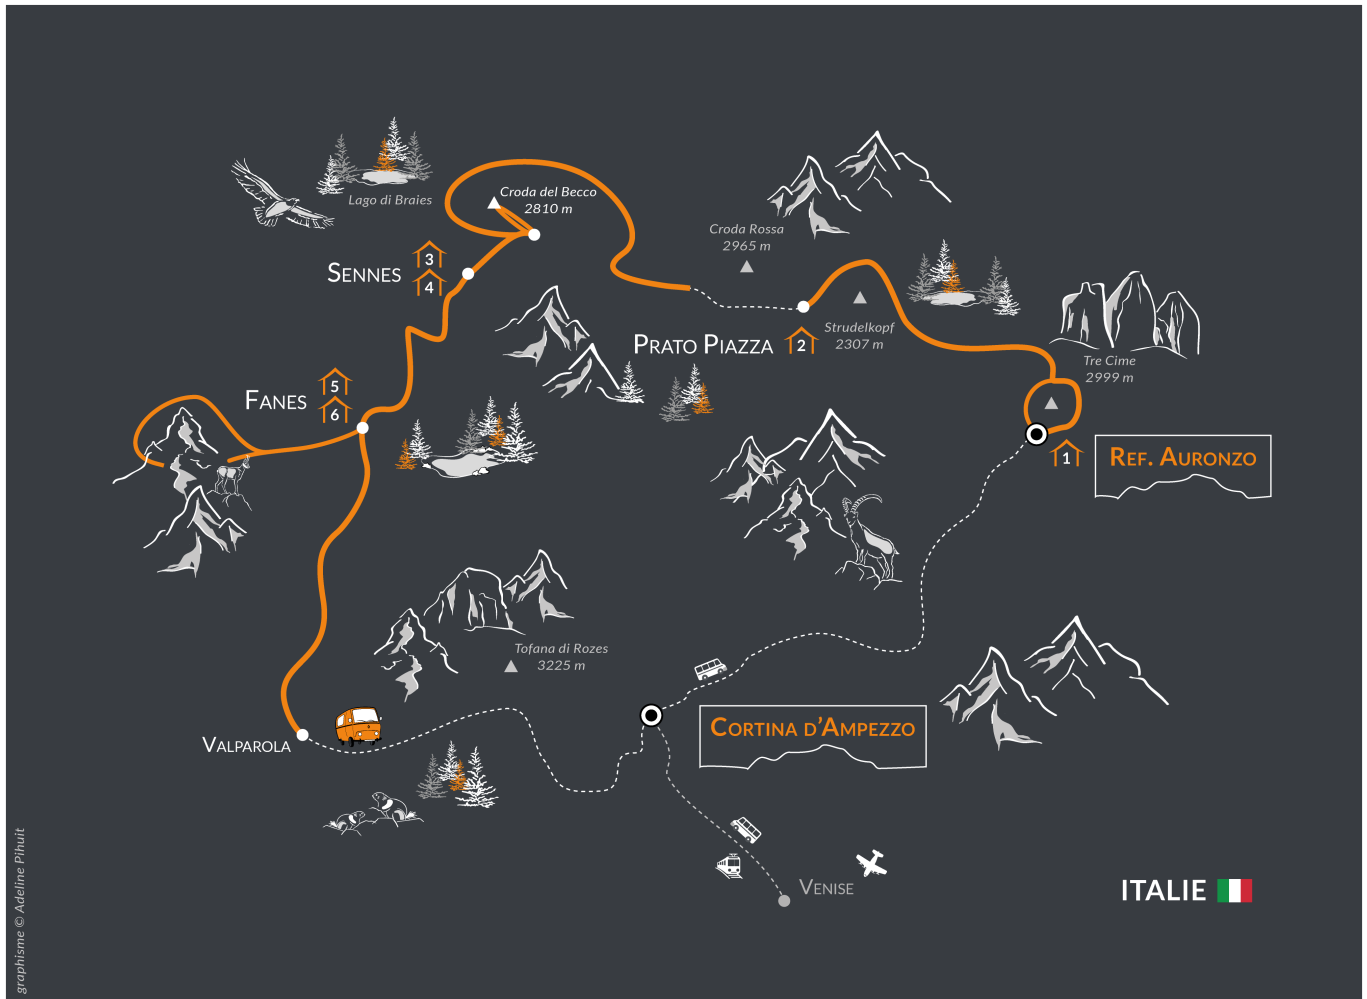 Lago di Braies
Croda del Becco
2810 m
Croda Rossa
2965 m
SENNES
3
4
PRATO PIAZZA
2
Strudelkopf
2307 m
Tre Cime
2999 m
FANES
5
6
1
REF. AURONZO
Tofana di Rozes
3225 m
VALPAROLA
CORTINA D’AMPEZZO
VENISE
ITALIE
graphisme © Adeline Pihuit